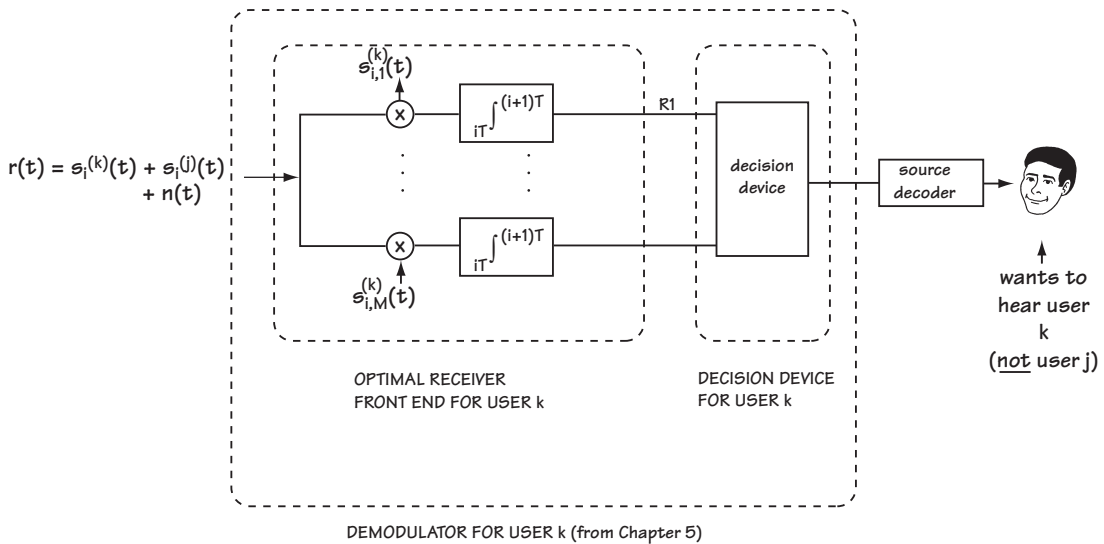 s_{i,1}^{(k)}(t)
x
∫_{iT}^{(i+1)T}
R1
r(t) = s_i^{(k)}(t) + s_i^{(j)}(t)
+ n(t)
decision
device
source
decoder
x
∫_{iT}^{(i+1)T}
s_{i,M}^{(k)}(t)
wants to
hear user
k
(not user j)
OPTIMAL RECEIVER
FRONT END FOR USER k
DECISION DEVICE
FOR USER k
DEMODULATOR FOR USER k (from Chapter 5)